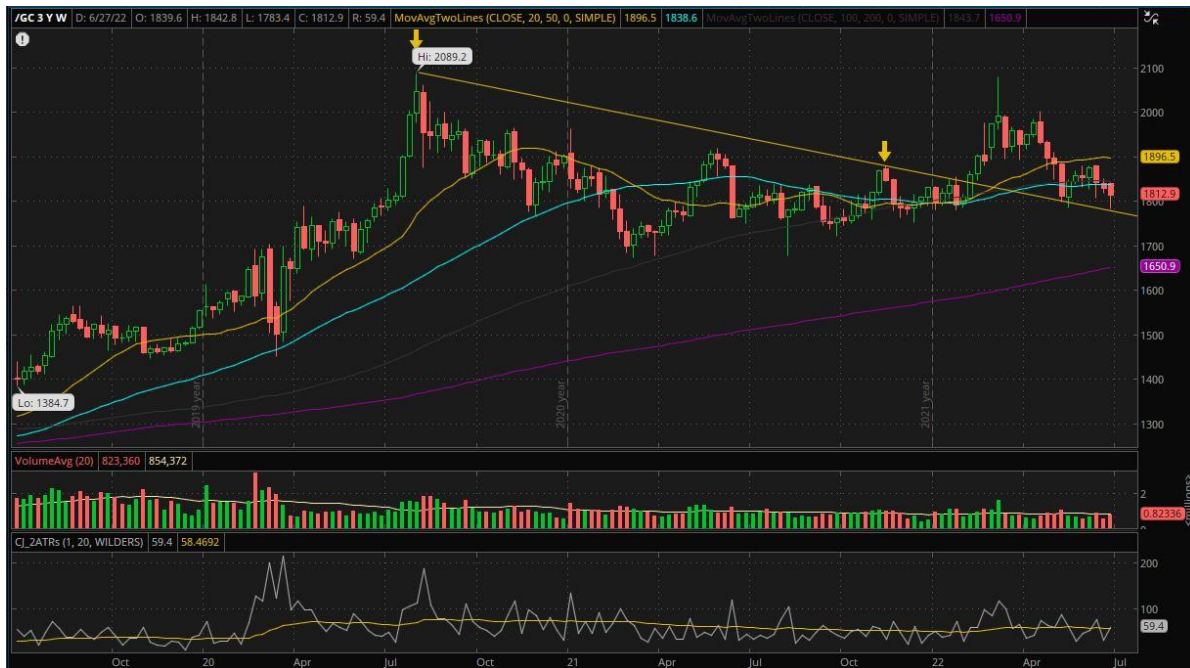 /GC 3 Y W D: 6/27/22 O: 1839.6 H: 1842.8 L: 1783.4 C: 1812.9 R: 59.4 MovAvgTwoLines (CLOSE, 20, 50, 0, SIMPLE) 1896.5 1838.6 MovAvgTwoLines (CLOSE, 100, 200, 0, SIMPLE) 1843.7 1650.9
Hi: 2089.2
2100
2000
1900
1896.5
1812.9
1800
1700
1650.9
1600
1500
1400
1300
Lo: 1384.7
2019 year
2020 year
2021 year
VolumeAvg (20) 823,360 854,372
2
0.82336
<millions>
CJ_2ATRs (1, 20, WILDERS) 59.4 58.4692
200
100
59.4
Oct 20 Apr Jul Oct 21 Apr Jul Oct 22 Apr Jul